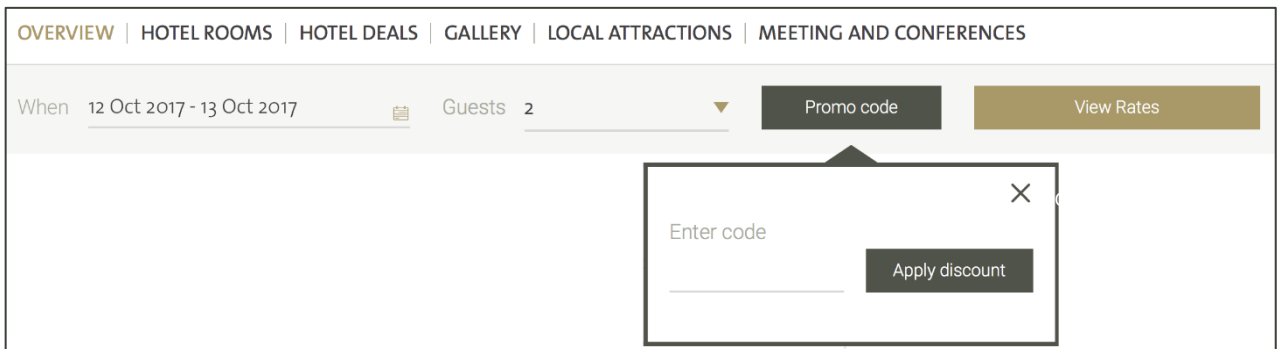 OVERVIEW | HOTEL ROOMS | HOTEL DEALS | GALLERY | LOCAL ATTRACTIONS | MEETING AND CONFERENCES
When 12 Oct 2017 - 13 Oct 2017 Guests 2 Promo code View Rates
Enter code
Apply discount